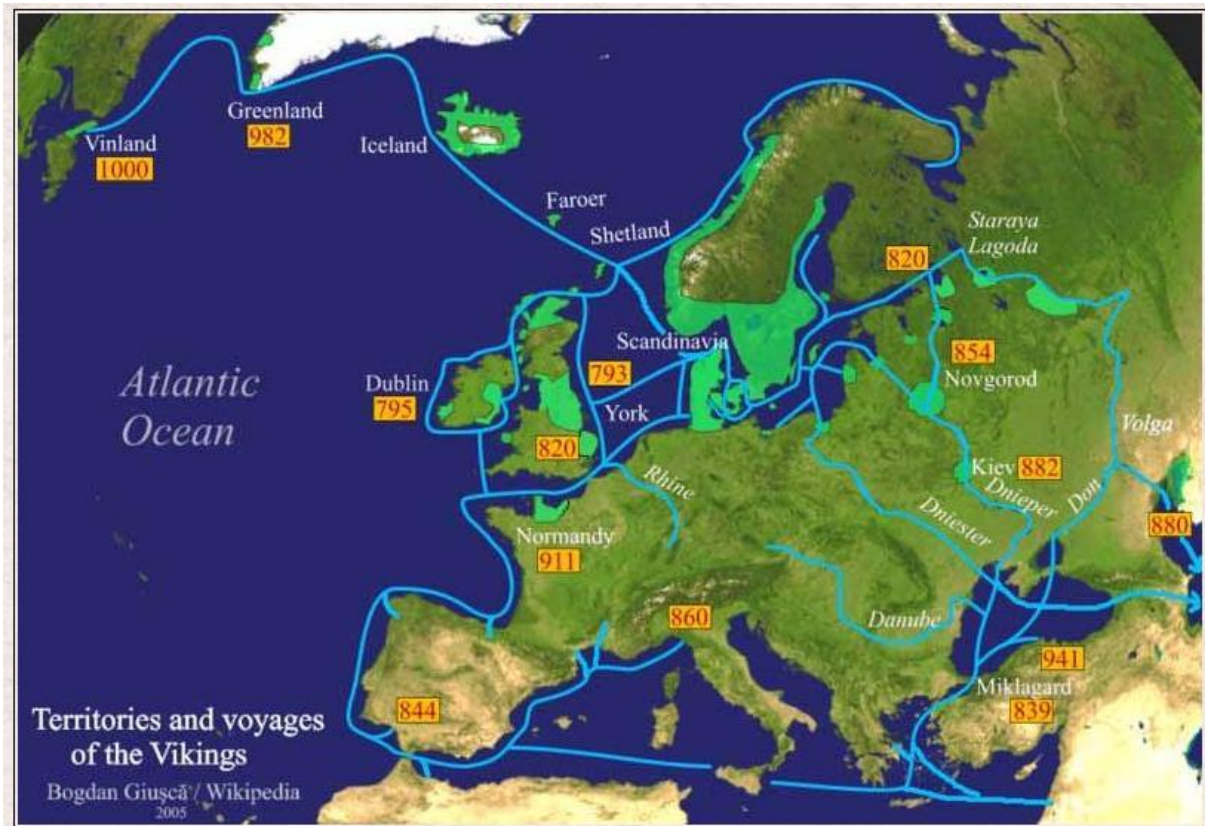 Greenland
982
Vinland
1000
Iceland
Faroer
Shetland
Staraya
Lagoda
820
Scandinavia
793
854
Novgorod
Atlantic
Ocean
Dublin
795
York
820
Rhine
Volga
Kiev 882
Dnieper
Don
Dniester
880
Normandy
911
860
Danube
941
Miklagard
839
844
Territories and voyages
of the Vikings
Bogdan Giuşcă / Wikipedia
2005